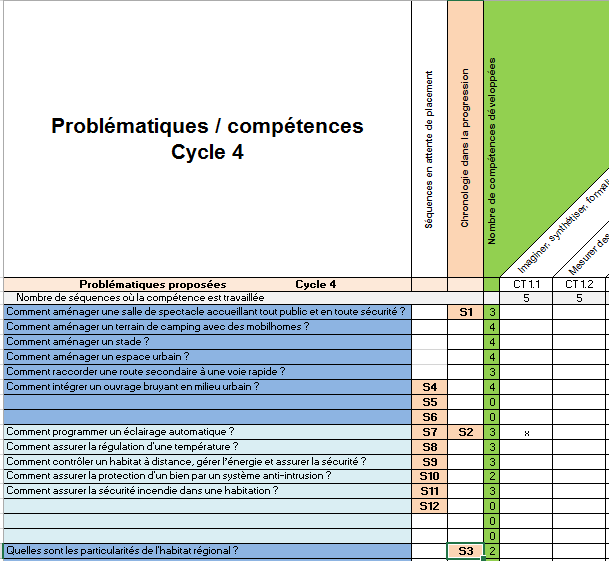 Problématiques / compétences
Cycle 4
Séquences en attente de placement
Chronologie dans la progression
Nombre de compétences développées
Imaginer, synthétiser, formali
Mesurer des
Problématiques proposées Cycle 4 CT 1.1 CT 1.2
Nombre de séquences où la compétence est travaillée 5 5
Comment aménager une salle de spectacle accueillant tout public et en toute sécurité ? S1 3
Comment aménager un terrain de camping avec des mobilhomes ? 4
Comment aménager un stade ? 4
Comment aménager un espace urbain ? 4
Comment raccorder une route secondaire à une voie rapide ? 3
Comment intégrer un ouvrage bruyant en milieu urbain ? S4 4
S5 0
S6 0
Comment programmer un éclairage automatique ? S7 S2 3 x
Comment assurer la régulation d'une température ? S8 3
Comment contrôler un habitat à distance, gérer l'énergie et assurer la sécurité ? S9 3
Comment assurer la protection d'un bien par un système anti-intrusion ? S10 2
Comment assurer la sécurité incendie dans une habitation ? S11 3
S12 0
0
0
Quelles sont les particularités de l'habitat régional ? S3 2